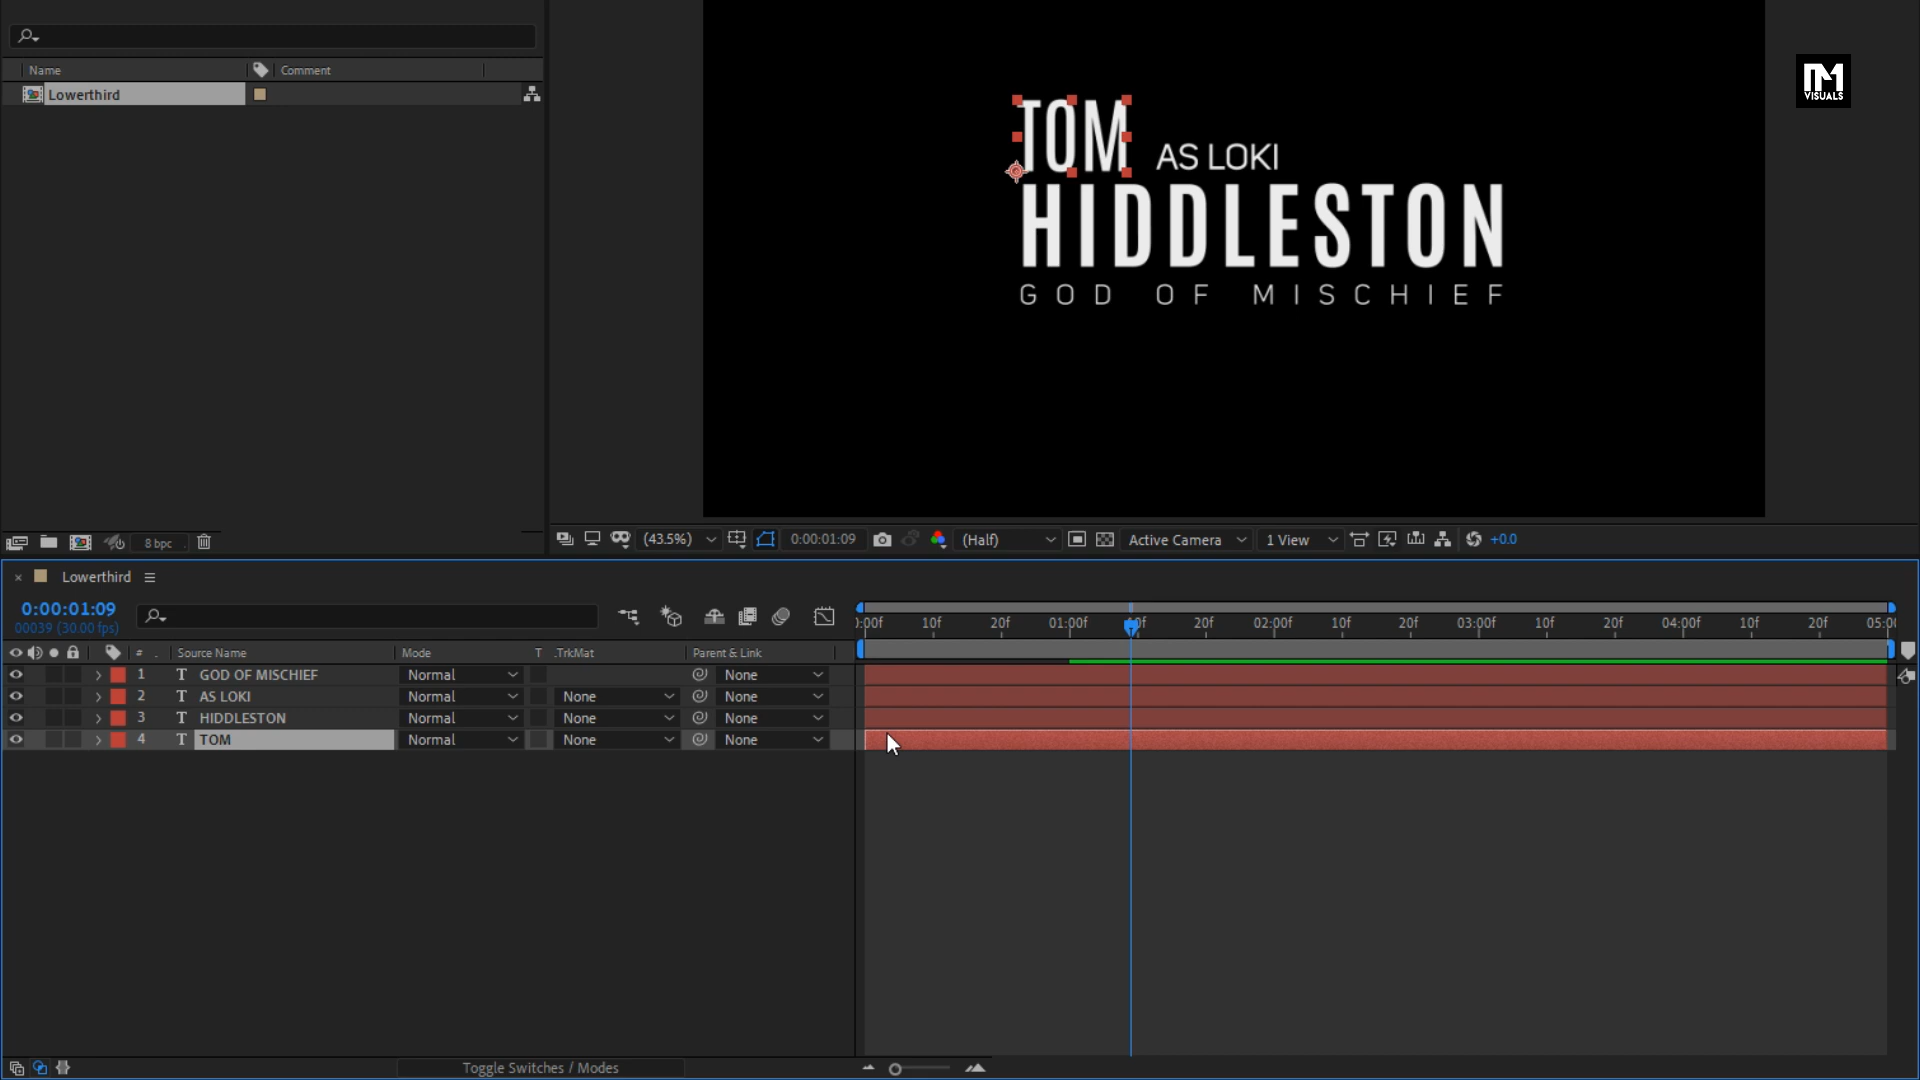 Name
Comment
Lowerthird
VISUALS
TOM
AS LOKI
HIDDLESTON
GOD OF MISCHIEF
8 bpc
(43.5%)
0:00:01:09
(Half)
Active Camera
1 View
+0.0
Lowerthird
0:00:01:09
00039 (30.00 fps)
):00f 10f 20f 01:00f 20f 02:00f 10f 20f 03:00f 10f 20f 04:00f 10f 20f 05:00
# . Source Name Mode T .TrkMat Parent & Link
1 T GOD OF MISCHIEF Normal None
2 T AS LOKI Normal None None
3 T HIDDLESTON Normal None None
4 T TOM Normal None None
Toggle Switches / Modes